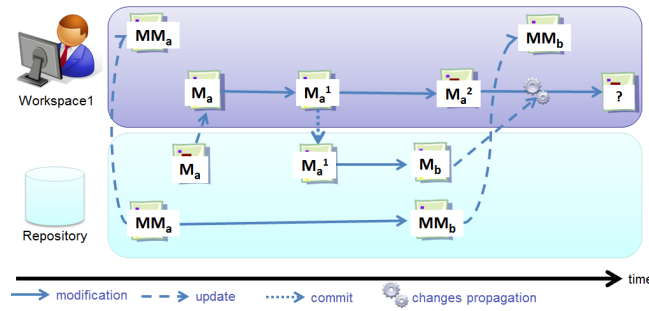 MMa
MMb
Ma
Ma1
Ma2
?
Workspace1
Ma
Ma1
Mb
MMa
MMb
Repository
time
modification
update
commit
changes propagation